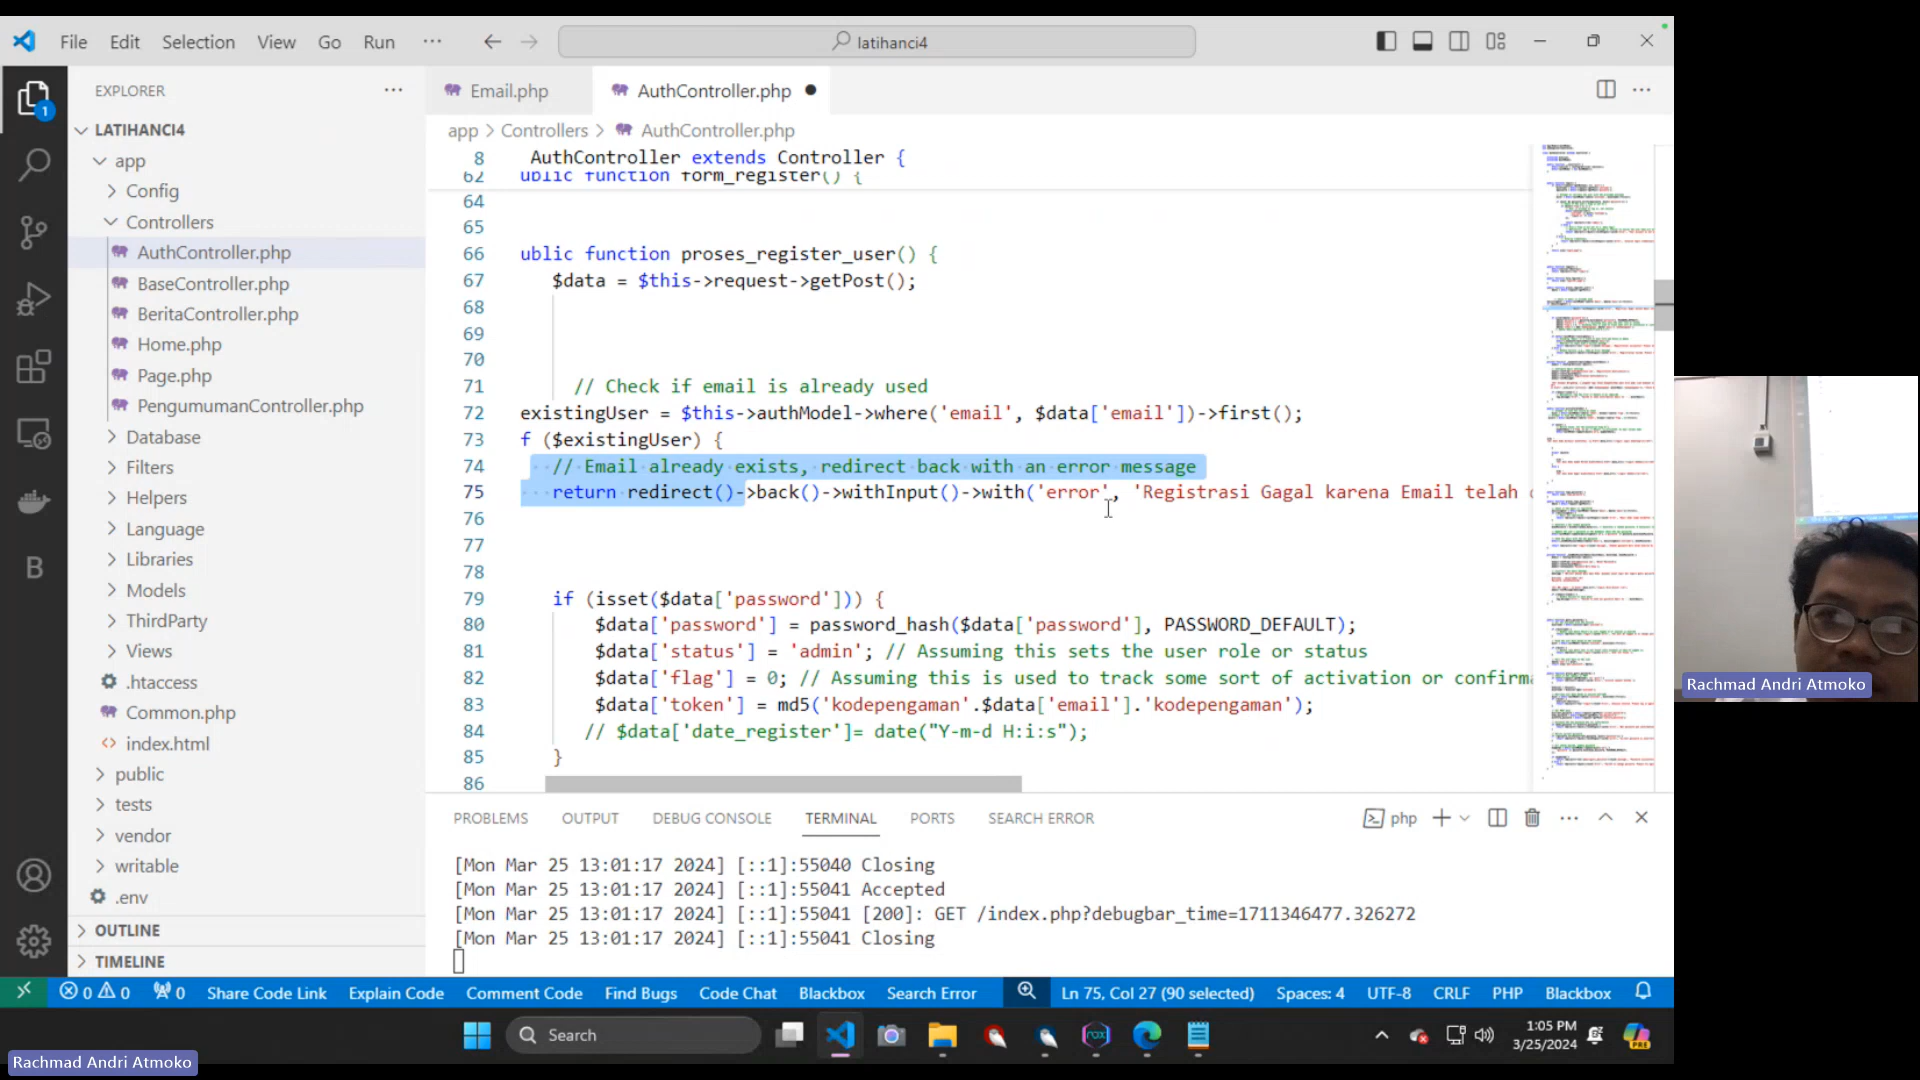 File Edit Selection View Go Run ··· latihanci4
EXPLORER ···
LATIHANCI4
app
Config
Controllers
AuthController.php
BaseController.php
BeritaController.php
Home.php
Page.php
PengumumanController.php
Database
Filters
Helpers
Language
Libraries
Models
ThirdParty
Views
.htaccess
Common.php
index.html
public
tests
vendor
writable
.env
OUTLINE
TIMELINE
Email.php AuthController.php
app > Controllers > AuthController.php
8 AuthController extends Controller {
62 ublic function form_register() {
64
65
66 ublic function proses_register_user() {
67 $data = $this->request->getPost();
68
69
70
71 // Check if email is already used
72 existingUser = $this->authModel->where('email', $data['email'])->first();
73 f ($existingUser) {
74 // Email already exists, redirect back with an error message
75 return redirect()->back()->withInput()->with('error', 'Registrasi Gagal karena Email telah
76
77
78
79 if (isset($data['password'])) {
80 $data['password'] = password_hash($data['password'], PASSWORD_DEFAULT);
81 $data['status'] = 'admin'; // Assuming this sets the user role or status
82 $data['flag'] = 0; // Assuming this is used to track some sort of activation or confirm
83 $data['token'] = md5('kodepengaman'.$data['email'].'kodepengaman');
84 // $data['date_register']= date("Y-m-d H:i:s");
85 }
86
PROBLEMS OUTPUT DEBUG CONSOLE TERMINAL PORTS SEARCH ERROR php
[Mon Mar 25 13:01:17 2024] [::1]:55040 Closing
[Mon Mar 25 13:01:17 2024] [::1]:55041 Accepted
[Mon Mar 25 13:01:17 2024] [::1]:55041 [200]: GET /index.php?debugbar_time=1711346477.326272
[Mon Mar 25 13:01:17 2024] [::1]:55041 Closing
0 0 0 Share Code Link Explain Code Comment Code Find Bugs Code Chat Blackbox Search Error Ln 75, Col 27 (90 selected) Spaces: 4 UTF-8 CRLF PHP Blackbox
Search
1:05 PM
3/25/2024
Rachmad Andri Atmoko
Rachmad Andri Atmoko